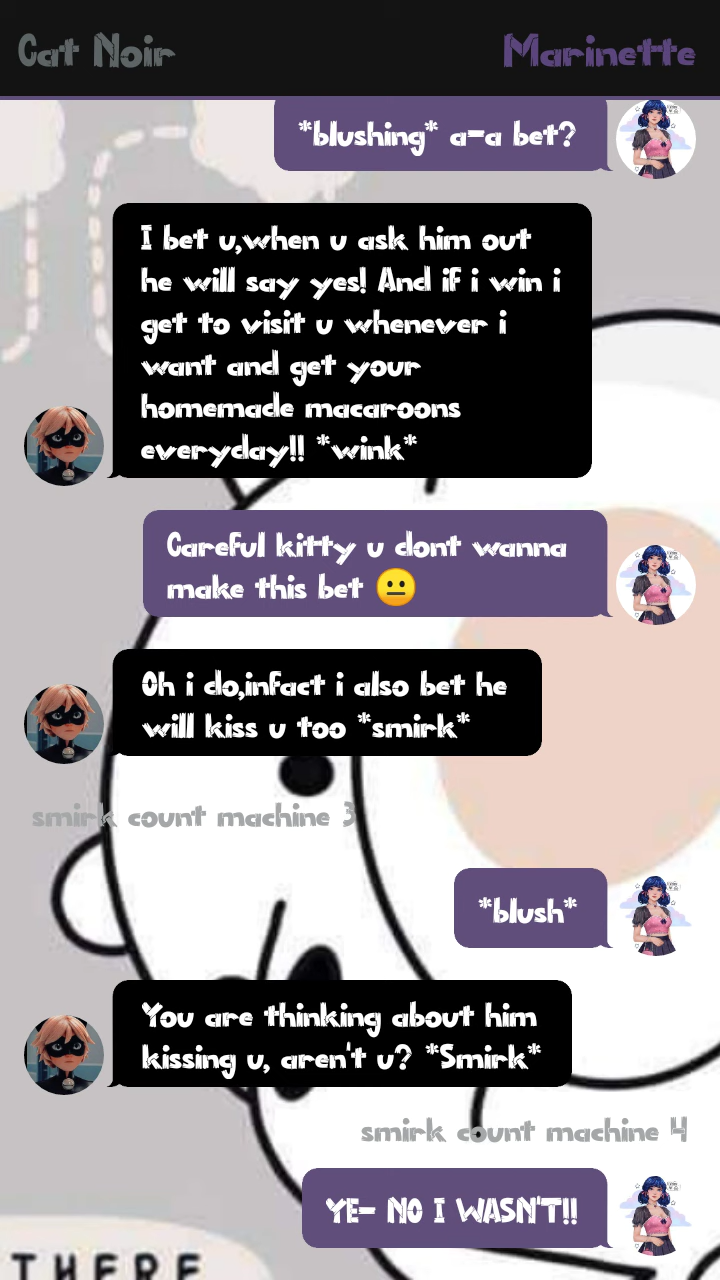 Cat Noir
Marinette
*blushing* a-a bet?
I bet u,when u ask him out
he will say yes! And if i win i
get to visit u whenever i
want and get your
homemade macaroons
everyday!! *wink*
Careful kitty u dont wanna
make this bet 😐
Oh i do,infact i also bet he
will kiss u too *smirk*
smirk count machine 3
*blush*
You are thinking about him
kissing u, aren't u? *Smirk*
smirk count machine 4
YE- NO I WASN'T!!
THERE